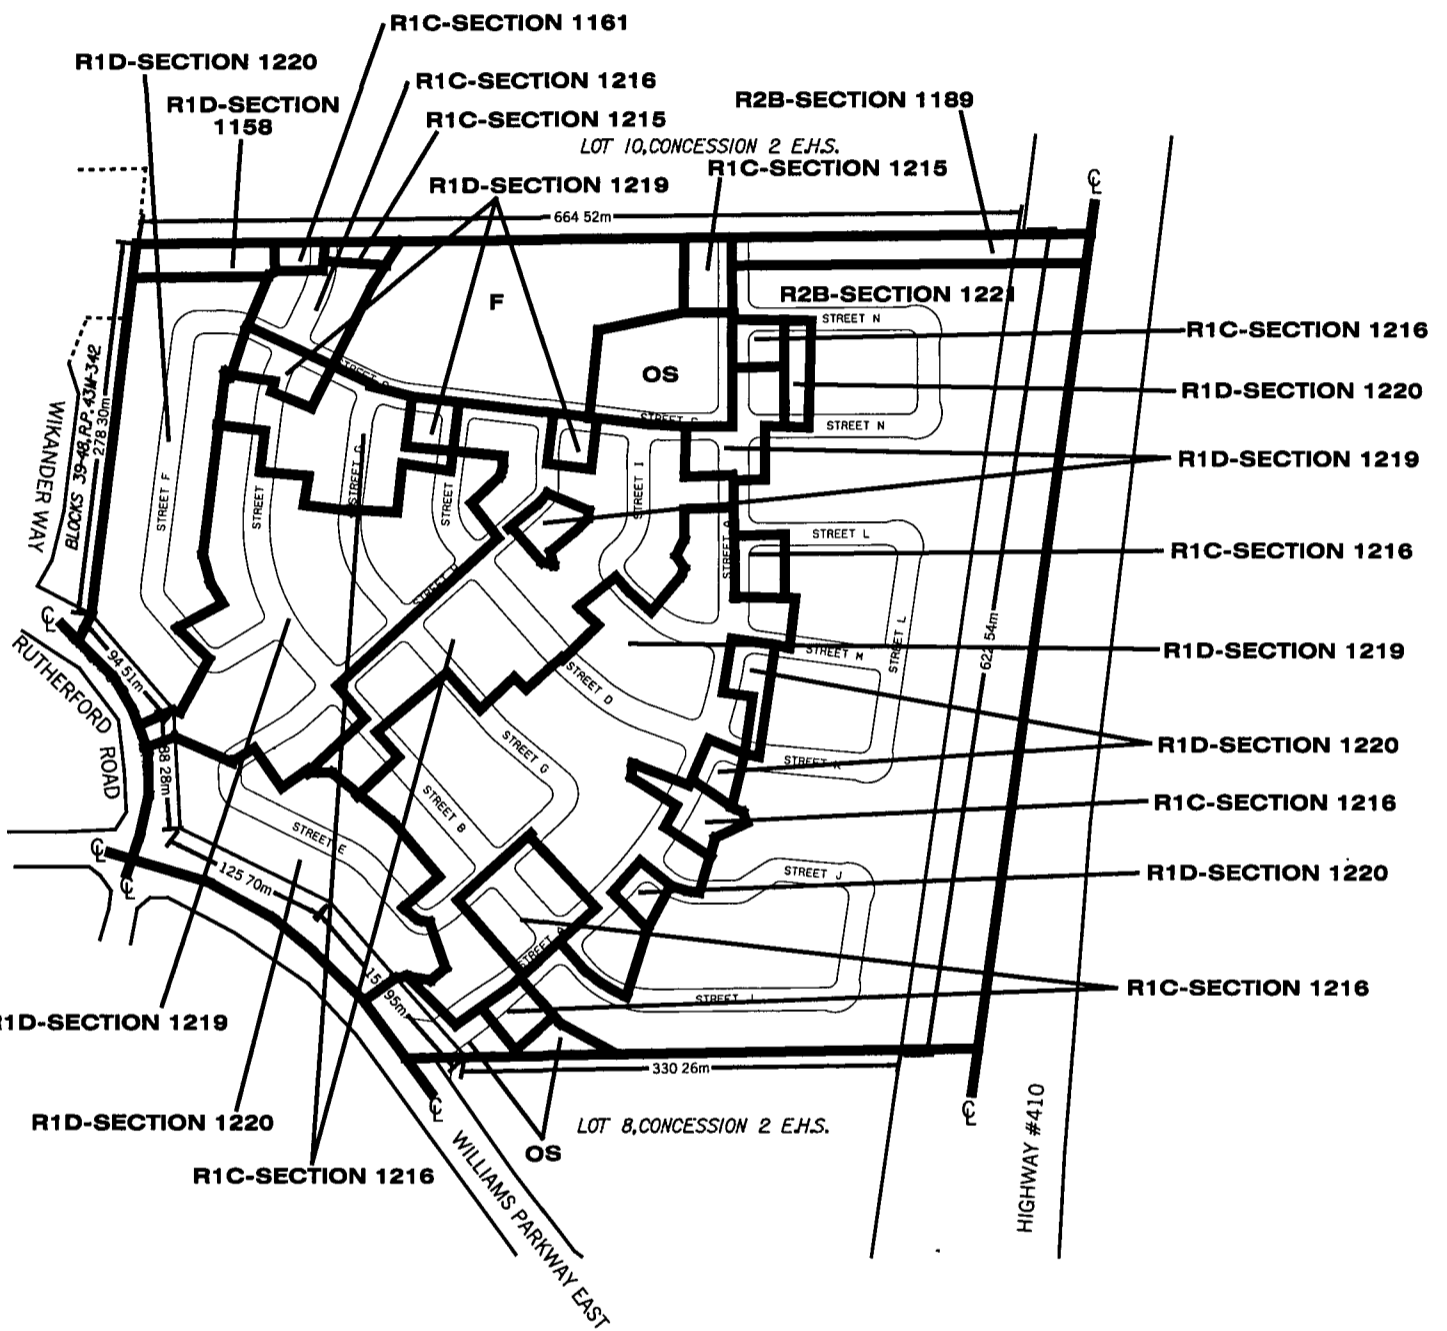 R1C-SECTION 1161
R1D-SECTION 1220
R1C-SECTION 1216
R1D-SECTION
1158
R2B-SECTION 1189
R1C-SECTION 1215
LOT 10, CONCESSION 2 E.H.S.
R1C-SECTION 1215
R1D-SECTION 1219
664 52m
℄
F
R2B-SECTION 1221
STREET N
R1C-SECTION 1216
OS
R1D-SECTION 1220
STREET N
WIKANDER WAY
BLOCKS 39-48, R.P. 43M-342
278 30m
R1D-SECTION 1219
STREET F
STREET
STREET G
STREET
STREET I
STREET
STREET L
R1C-SECTION 1216
STREET L
622 54m
℄
RUTHERFORD ROAD
94 51m
R1D-SECTION 1219
STREET M
STREET D
R1D-SECTION 1220
STREET G
STREET K
88 28m
R1C-SECTION 1216
STREET B
STREET E
℄
℄
125 70m
STREET J
R1D-SECTION 1220
STREET
STREET J
R1C-SECTION 1216
R1D-SECTION 1219
330 26m
R1D-SECTION 1220
℄
℄
LOT 8, CONCESSION 2 E.H.S.
OS
R1C-SECTION 1216
WILLIAMS PARKWAY EAST
HIGHWAY #410